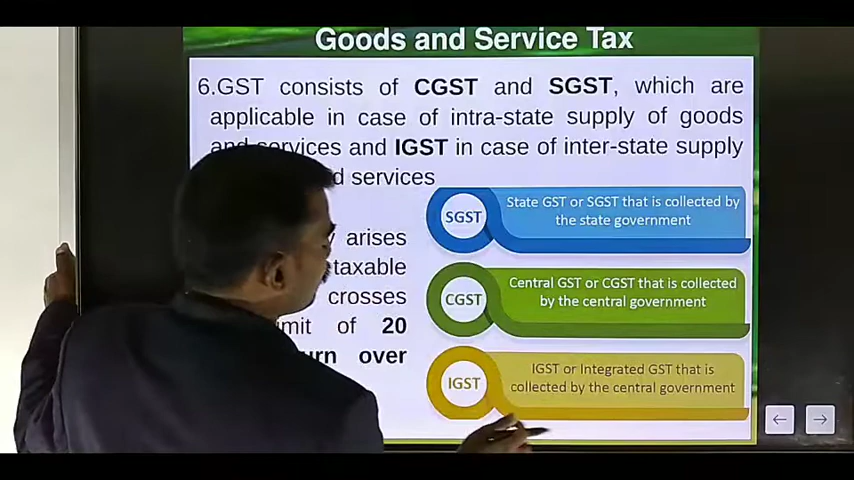 Goods and Service Tax
6.GST consists of CGST and SGST, which are
applicable in case of intra-state supply of goods
and services and IGST in case of inter-state supply
services
arises
taxable
crosses
limit of 20
over
SGST
State GST or SGST that is collected by
the state government
CGST
Central GST or CGST that is collected
by the central government
IGST
IGST or Integrated GST that is
collected by the central government